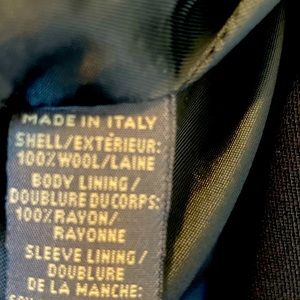 MADE IN ITALY
SHELL/EXTÉRIEUR:
100%WOOL/LAINE
BODY LINING/
DOUBLURE DU CORPS:
100%RAYON/
RAYONNE
SLEEVE LINING/
DOUBLURE
DE LA MANCHE: